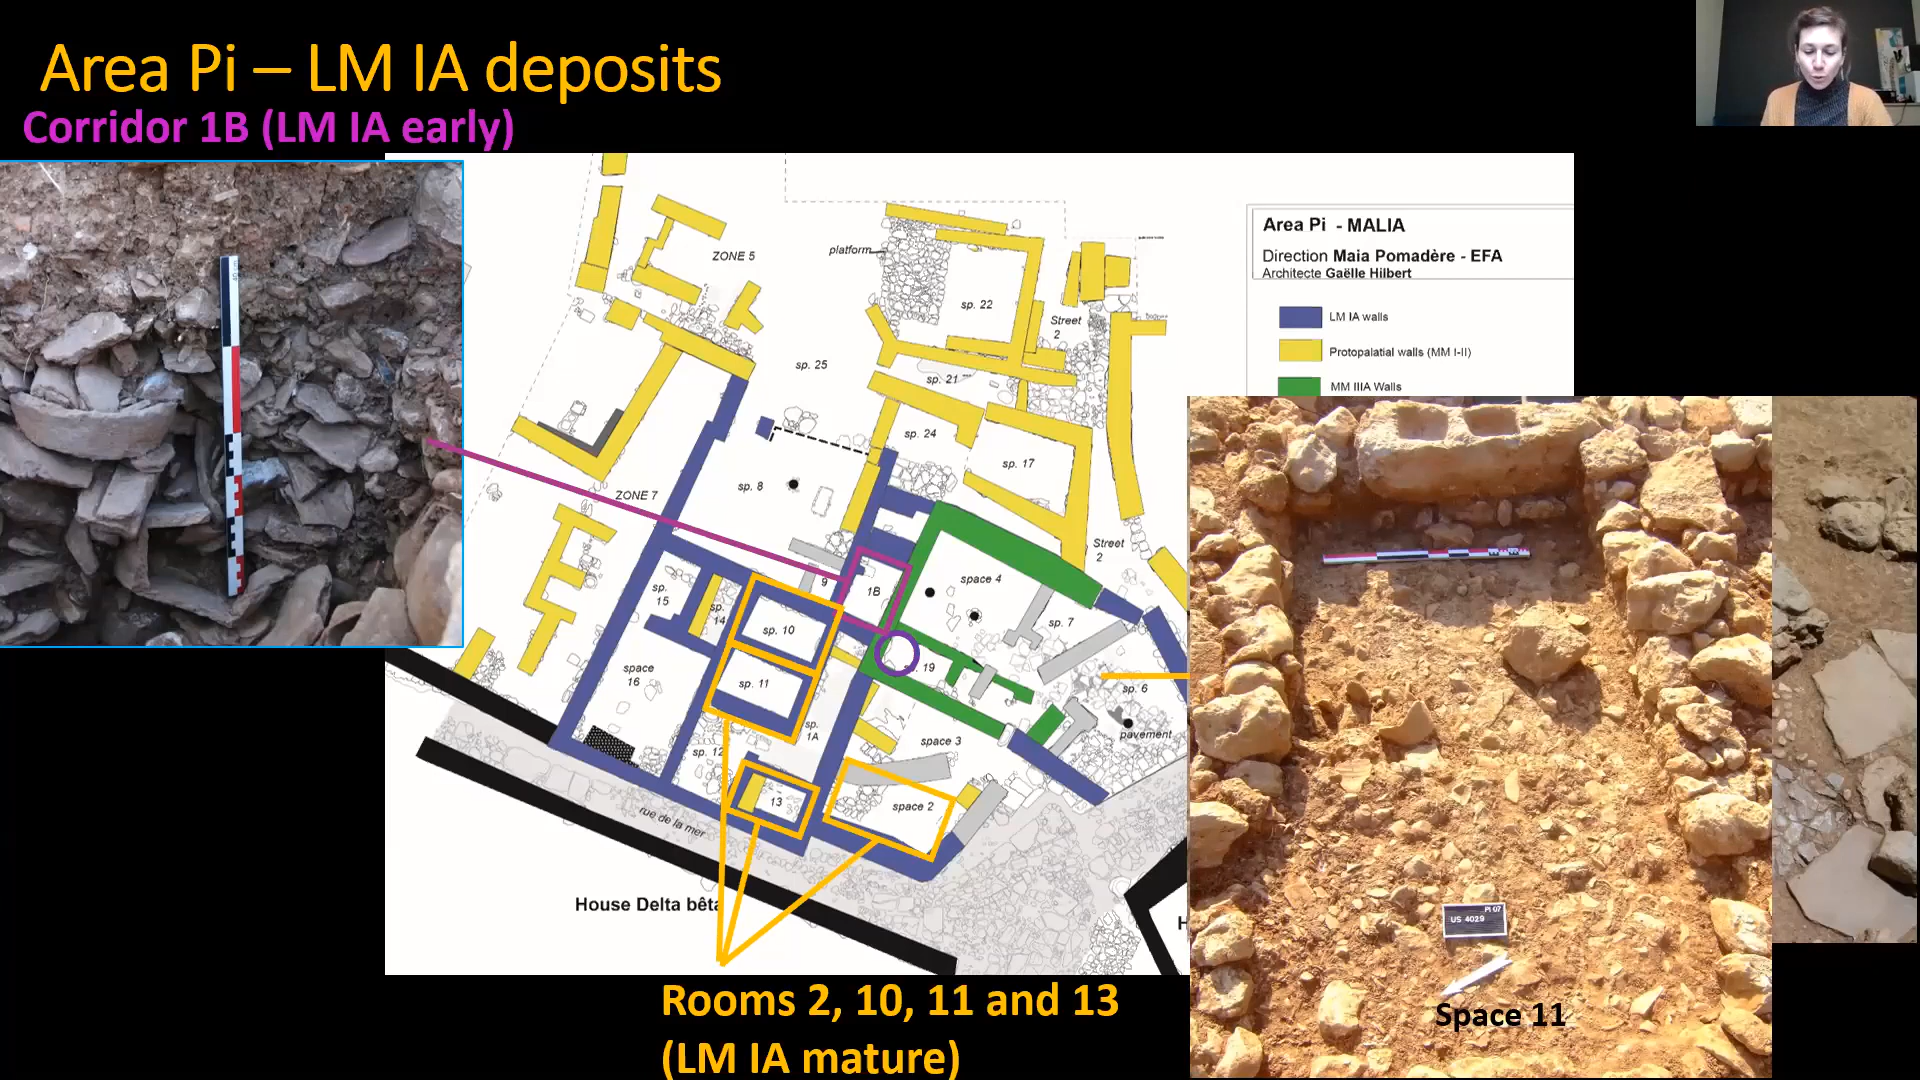 Area Pi – LM IA deposits
Corridor 1B (LM IA early)
Area Pi - MALIA
Direction Maia Pomadère - EFA
Architecte Gaëlle Hilbert
LM IA walls
Protopalatial walls (MM I-II)
MM IIIA Walls
ZONE 5
platform
sp. 22
Street
2
sp. 25
sp. 21
sp. 24
sp. 17
sp. 8
ZONE 7
Street
2
9
1B
space 4
sp.
15
sp.
14
sp. 10
sp. 7
space
16
sp. 11
19
sp. 6
sp.
1A
pavement
sp. 12
space 3
13
space 2
rue de la mer
House Delta bêta
H
PI 07
US 4029
Space 11
Rooms 2, 10, 11 and 13
(LM IA mature)